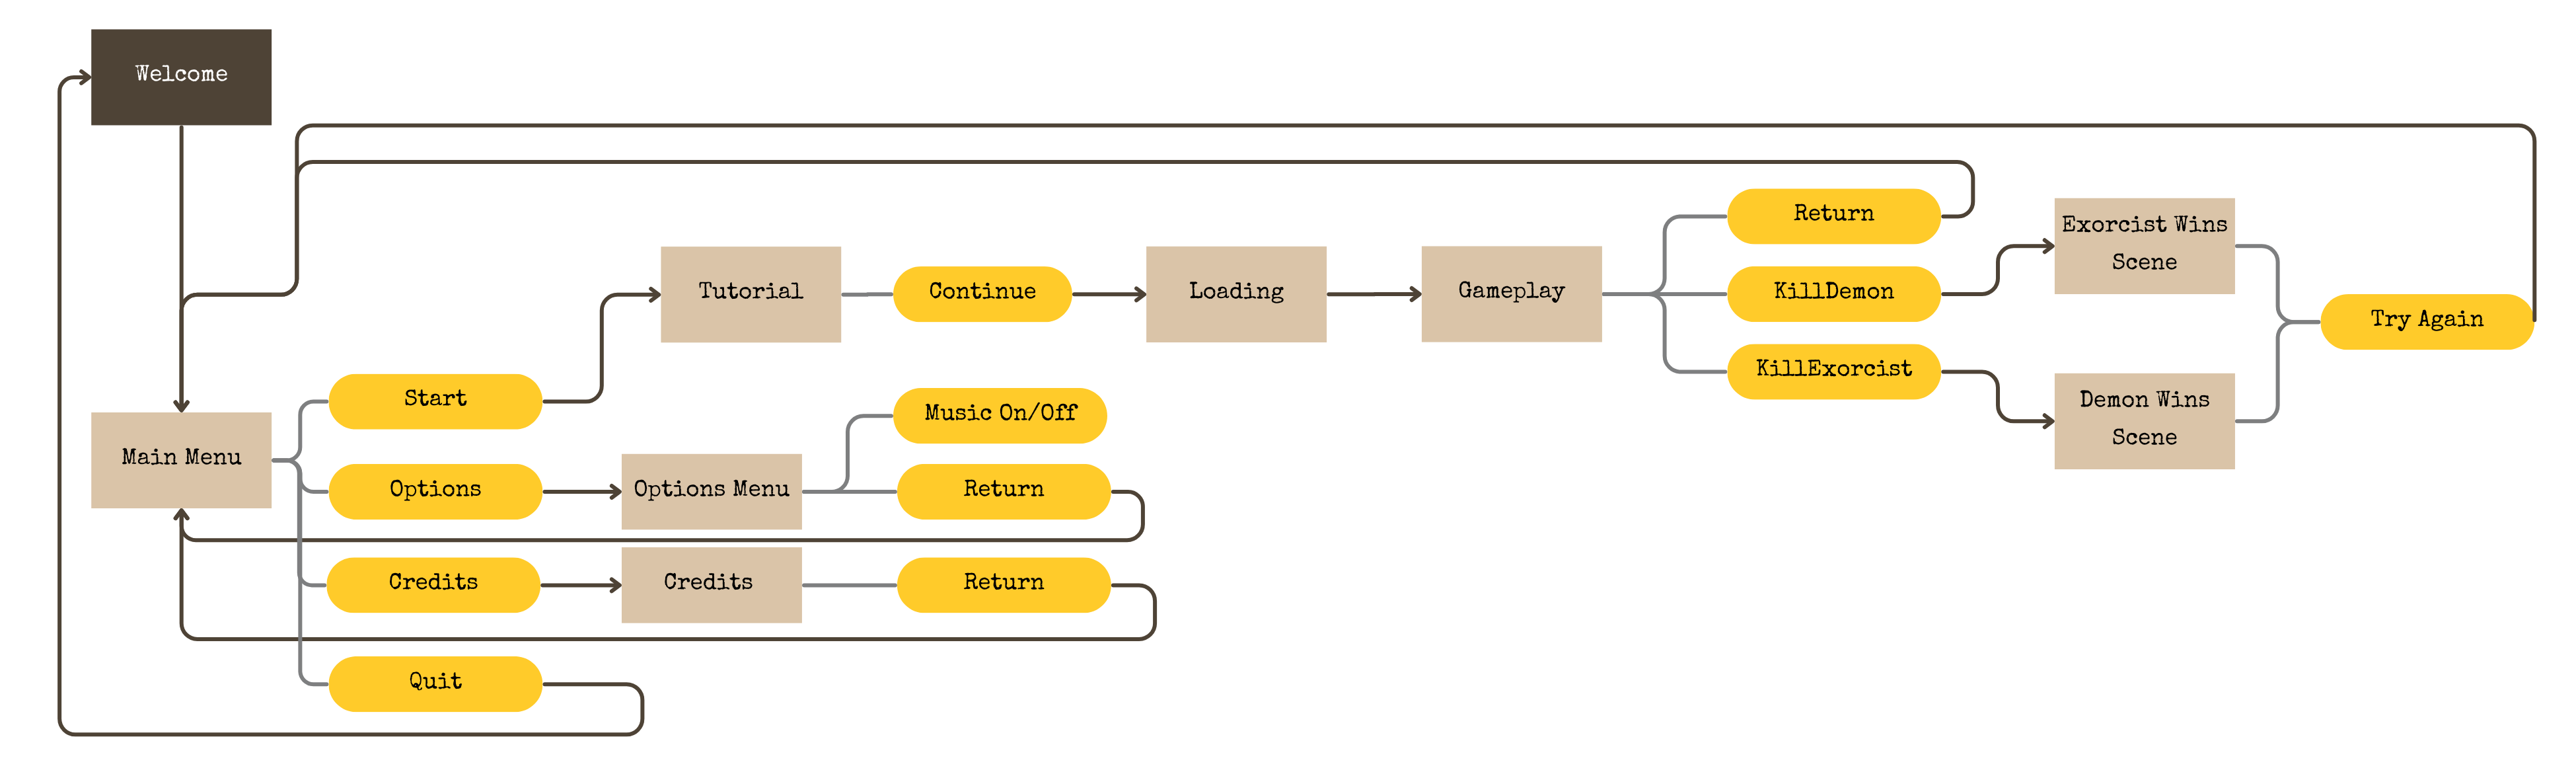 Welcome
Return
Exorcist Wins
Scene
Tutorial
Continue
Loading
Gameplay
KillDemon
Try Again
KillExorcist
Demon Wins
Scene
Start
Music On/Off
Main Menu
Options
Options Menu
Return
Credits
Credits
Return
Quit